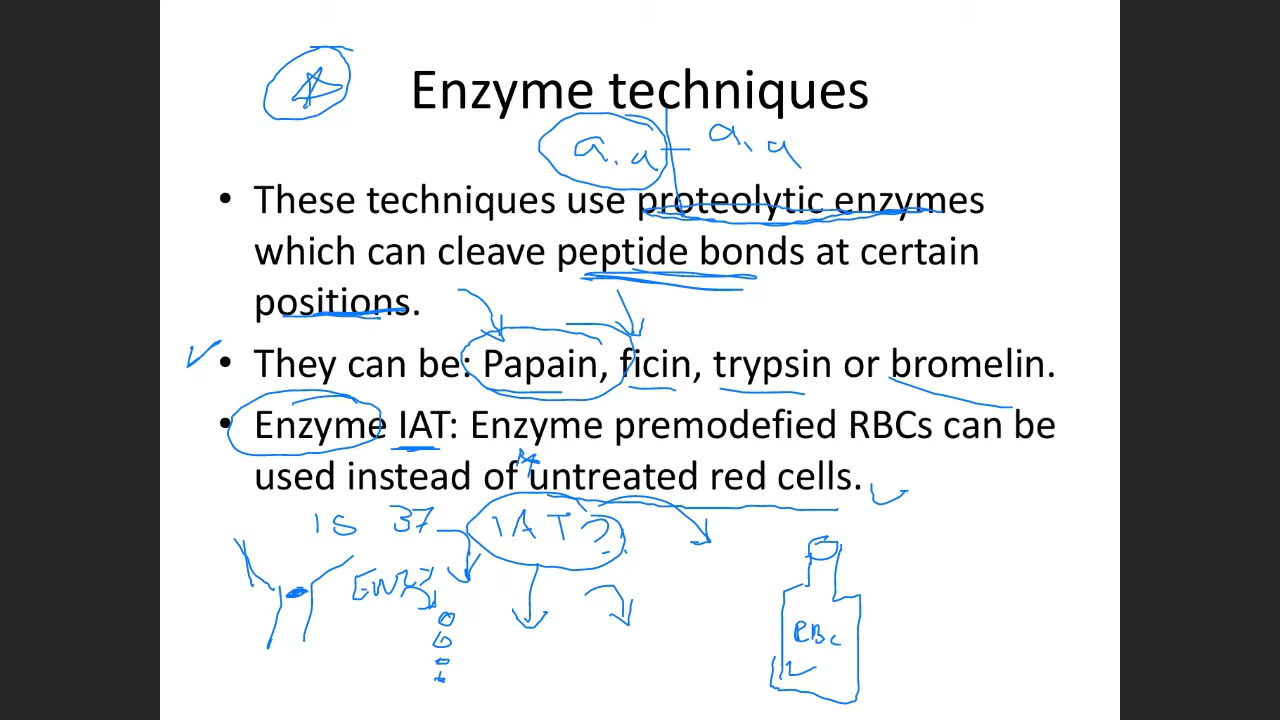 Enzyme techniques
a.a a.a
• These techniques use proteolytic enzymes
which can cleave peptide bonds at certain
positions.
• They can be: Papain, ficin, trypsin or bromelin.
• Enzyme IAT: Enzyme premodefied RBCs can be
used instead of untreated red cells.
IS 37 IAT
ENZ
RBC